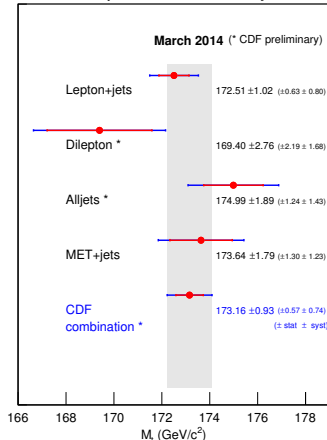 March 2014 (* CDF preliminary)
Lepton+jets 172.51 ±1.02 (±0.63 ± 0.80)
Dilepton * 169.40 ±2.76 (±2.19 ± 1.68)
Alljets * 174.99 ±1.89 (±1.24 ± 1.43)
MET+jets 173.64 ±1.79 (±1.30 ± 1.23)
CDF 173.16 ±0.93 (±0.57 ± 0.74)
combination * (± stat ± syst)
166 168 170 172 174 176 178
(GeV/c²)